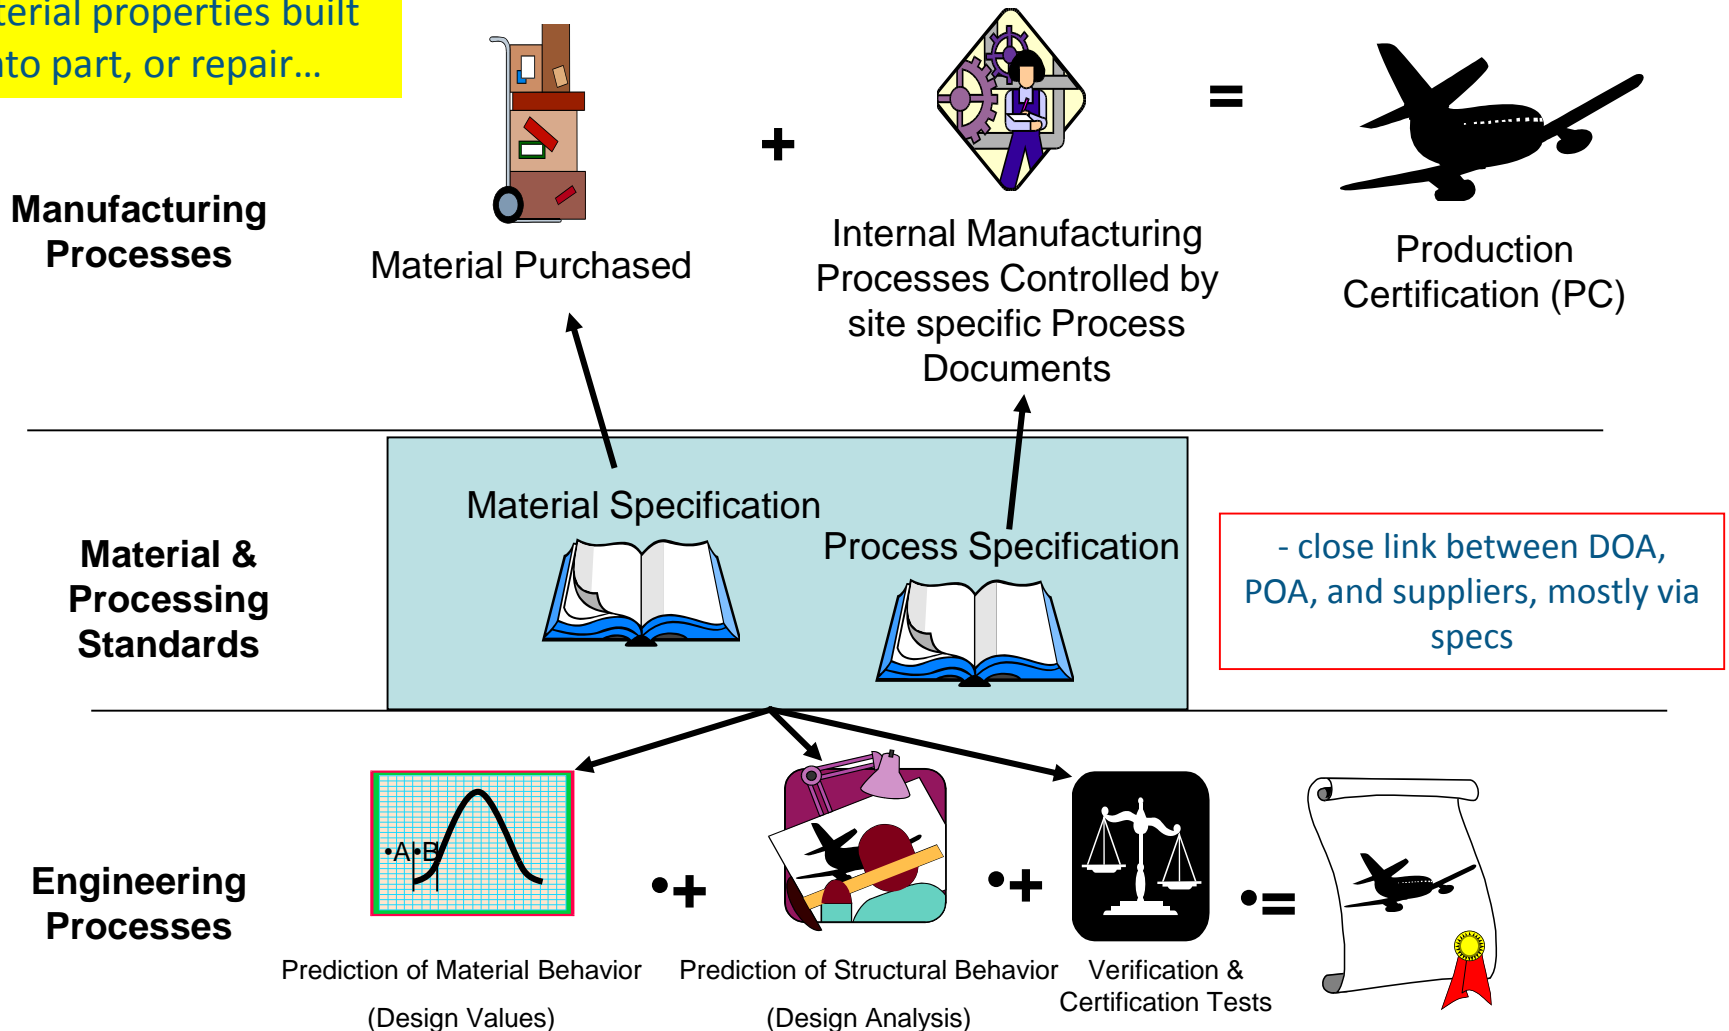 terial properties built
nto part, or repair...
Manufacturing
Processes
Material Purchased
+
Internal Manufacturing
Processes Controlled by
site specific Process
Documents
=
Production
Certification (PC)
Material &
Processing
Standards
Material Specification
Process Specification
- close link between DOA,
POA, and suppliers, mostly via
specs
Engineering
Processes
•A •B
•+
•+
•=
Prediction of Material Behavior
(Design Values)
Prediction of Structural Behavior
(Design Analysis)
Verification &
Certification Tests